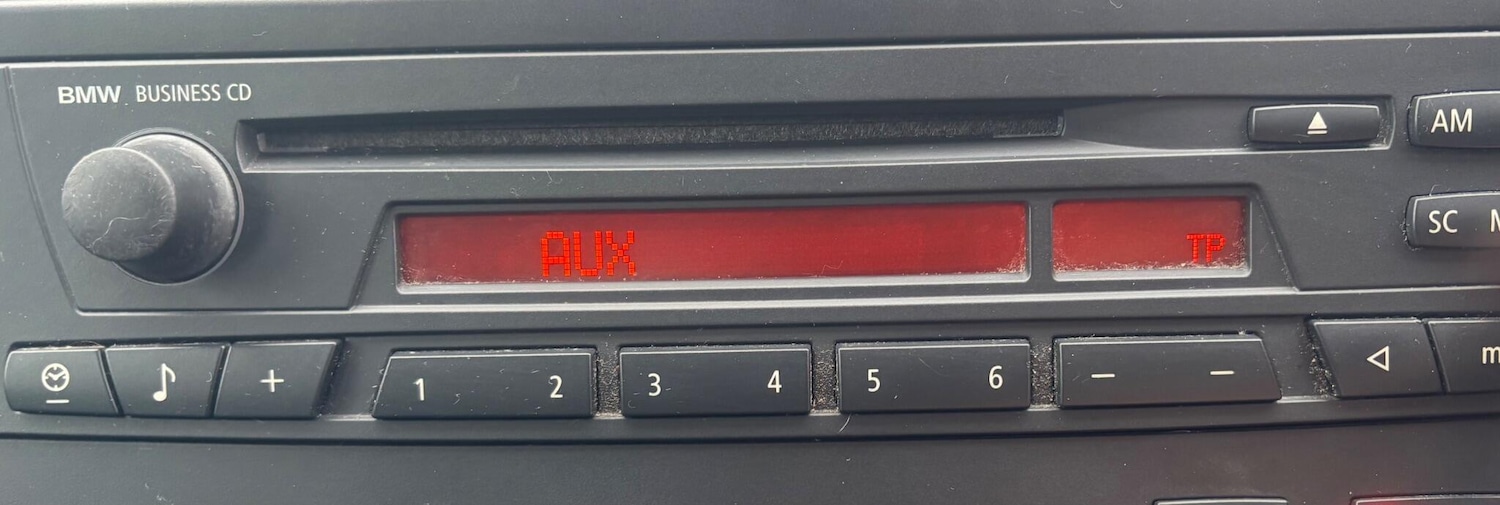 BMW BUSINESS CD
AM
SC
AUX
TP
+ 1 2 3 4 5 6 — —
m